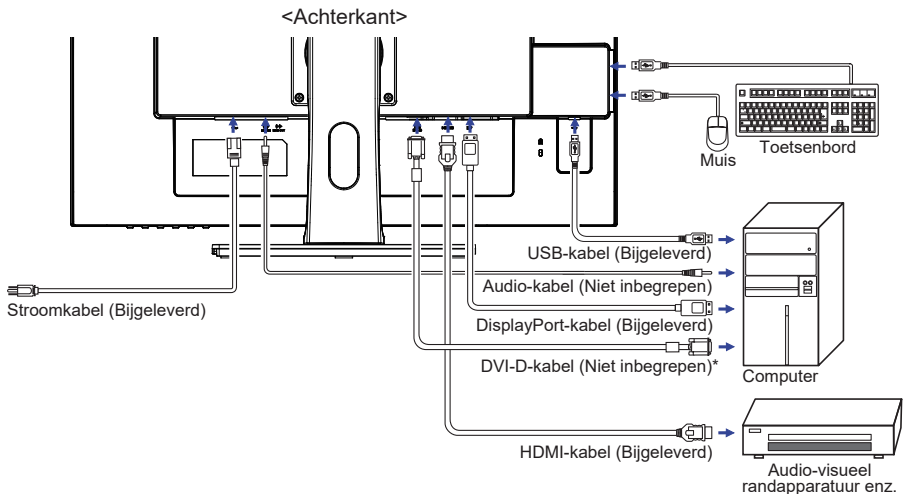 <Achterkant>
Muis
Toetsenbord
USB-kabel (Bijgeleverd)
Audio-kabel (Niet inbegrepen)
Stroomkabel (Bijgeleverd)
DisplayPort-kabel (Bijgeleverd)
DVI-D-kabel (Niet inbegrepen)*
Computer
HDMI-kabel (Bijgeleverd)
Audio-visueel
randapparatuur enz.